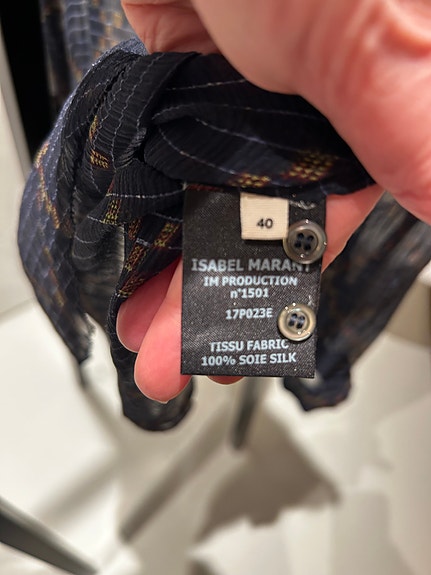 40
ISABEL MARANT
IM PRODUCTION
n°1501
17P023E
TISSU FABRIC
100% SOIE SILK